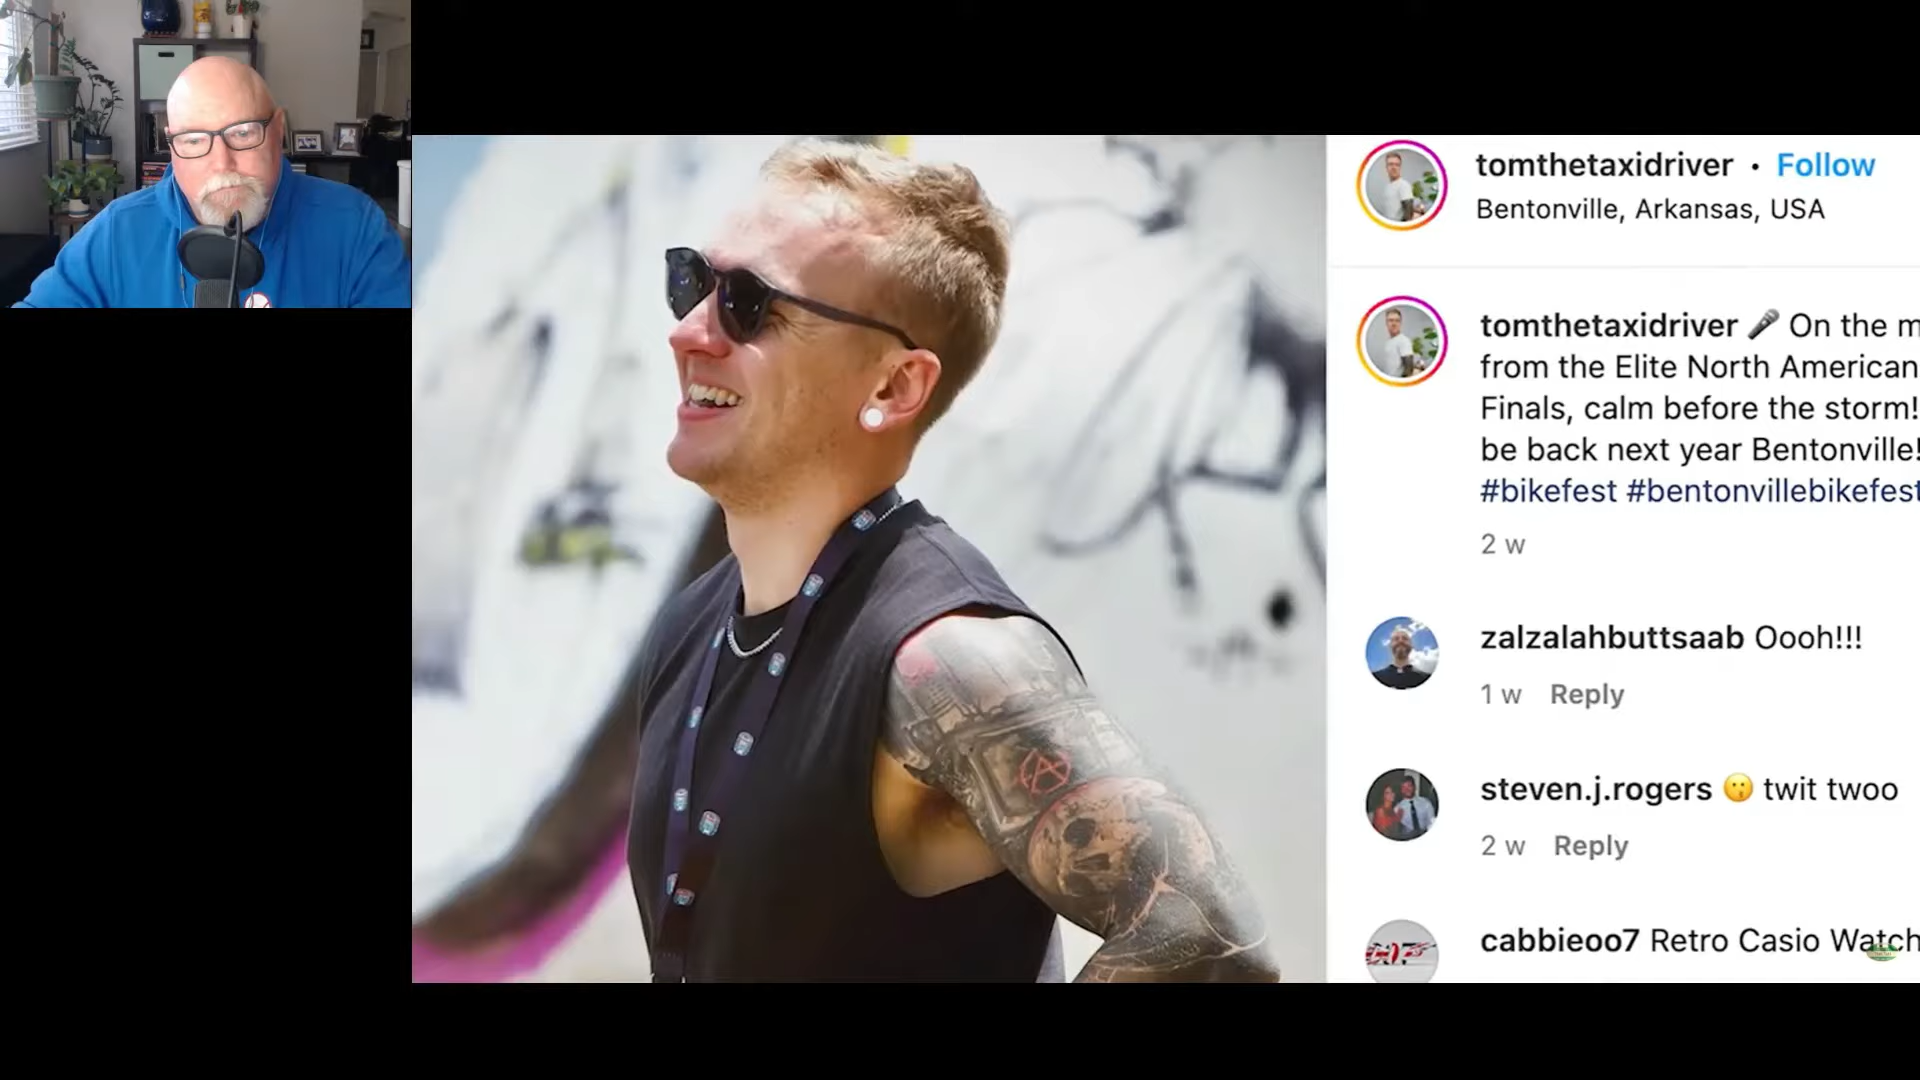 tomthetaxidriver • Follow
Bentonville, Arkansas, USA
tomthetaxidriver 🎤 On the m
from the Elite North American
Finals, calm before the storm!
be back next year Bentonville!
#bikefest #bentonvillebikefest
2 w
zalzalahbuttsaab Oooh!!!
1 w Reply
steven.j.rogers 😗 twit twoo
2 w Reply
cabbieoo7 Retro Casio Watch